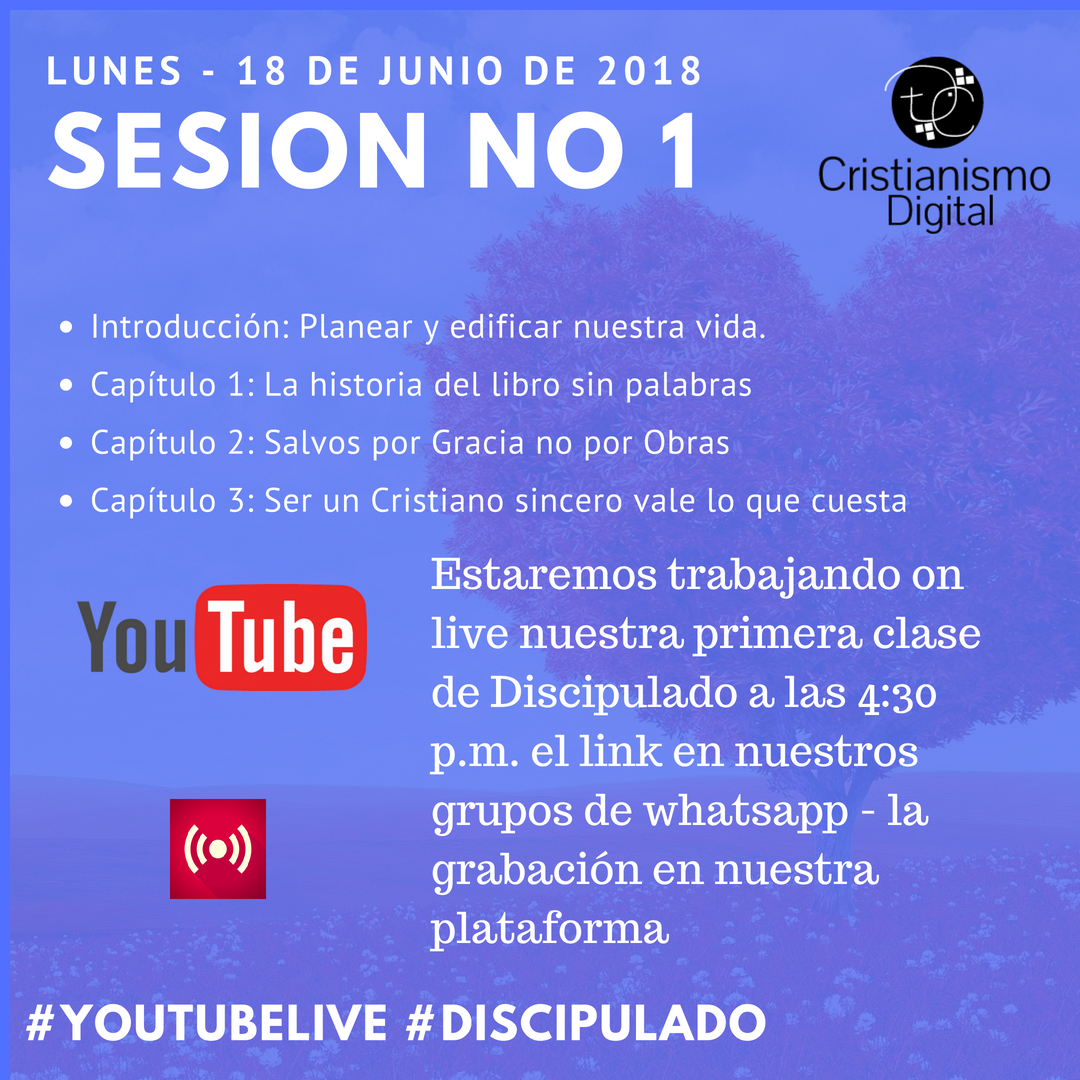 LUNES - 18 DE JUNIO DE 2018
SESION NO 1
Cristianismo
Digital
• Introducción: Planear y edificar nuestra vida.
• Capítulo 1: La historia del libro sin palabras
• Capítulo 2: Salvos por Gracia no por Obras
• Capítulo 3: Ser un Cristiano sincero vale lo que cuesta
YouTube
Estaremos trabajando on
live nuestra primera clase
de Discipulado a las 4:30
p.m. el link en nuestros
grupos de whatsapp - la
grabación en nuestra
plataforma
#YOUTUBELIVE #DISCIPULADO